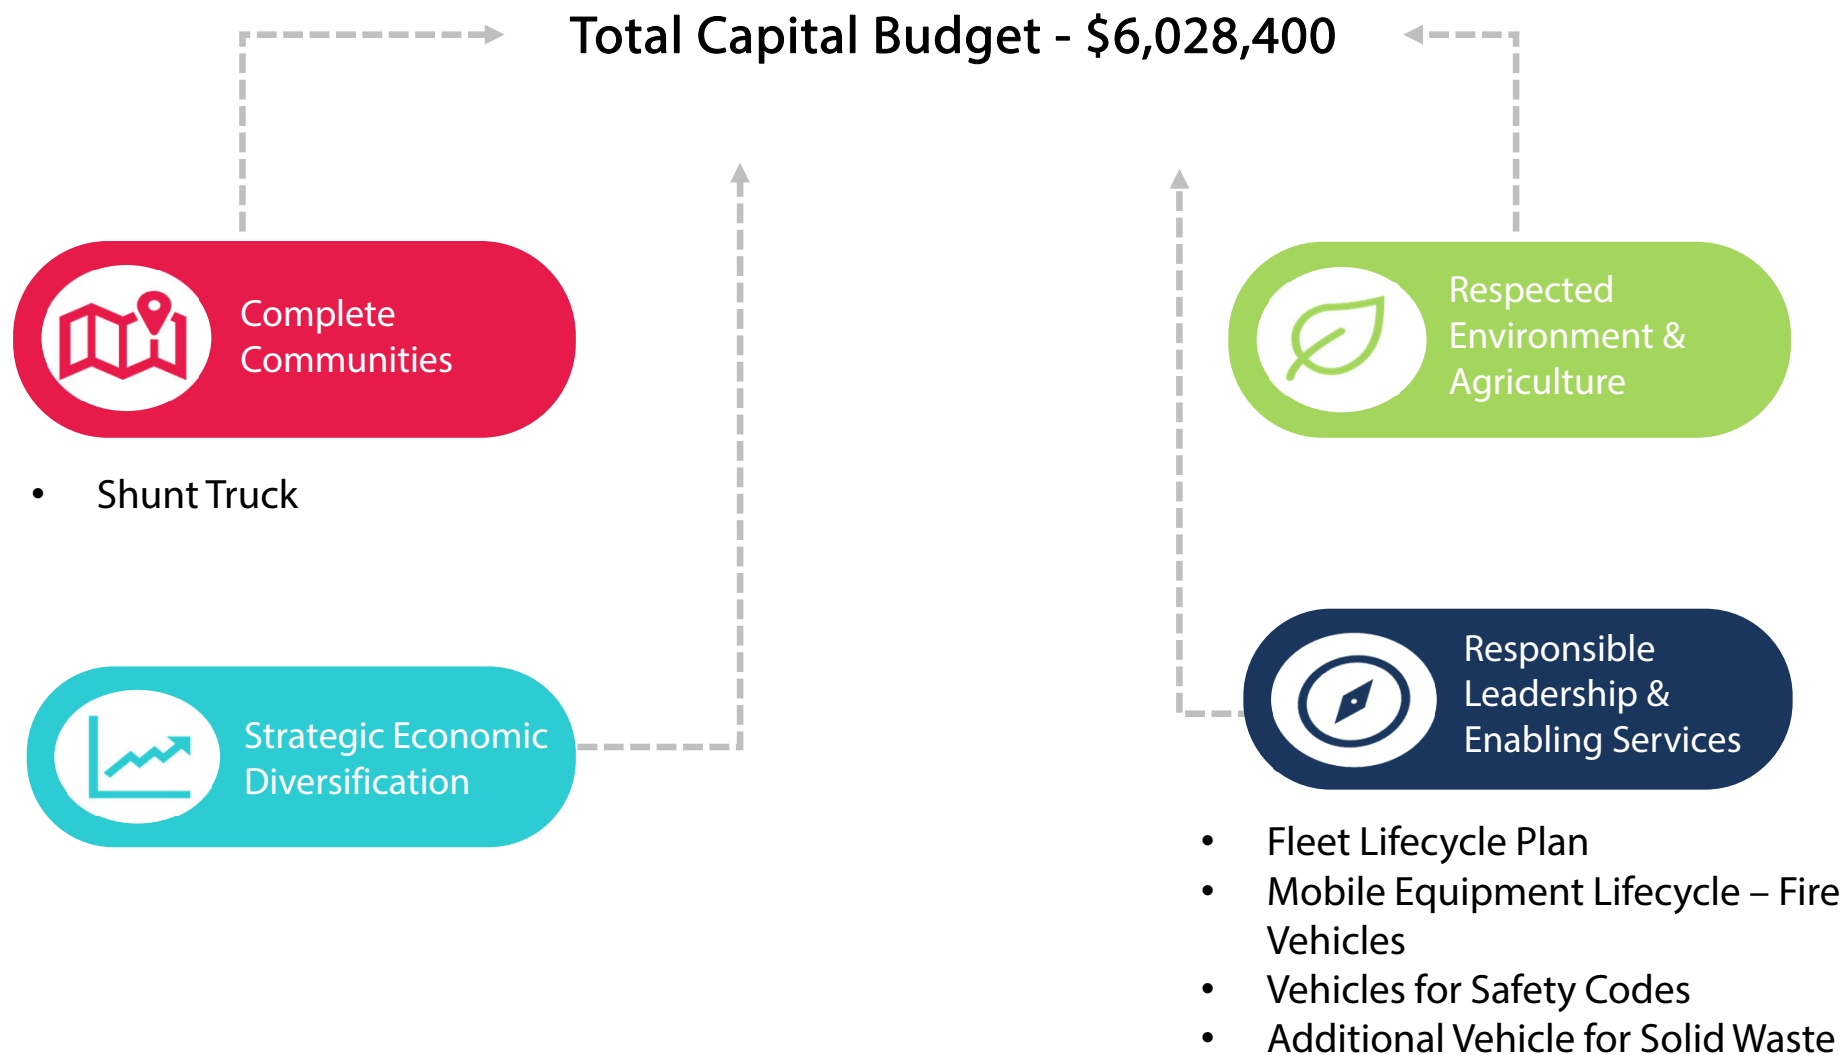 Total Capital Budget - $6,028,400
Complete
Communities
• Shunt Truck
Strategic Economic
Diversification
Respected
Environment &
Agriculture
Responsible
Leadership &
Enabling Services
• Fleet Lifecycle Plan
• Mobile Equipment Lifecycle – Fire
Vehicles
• Vehicles for Safety Codes
• Additional Vehicle for Solid Waste